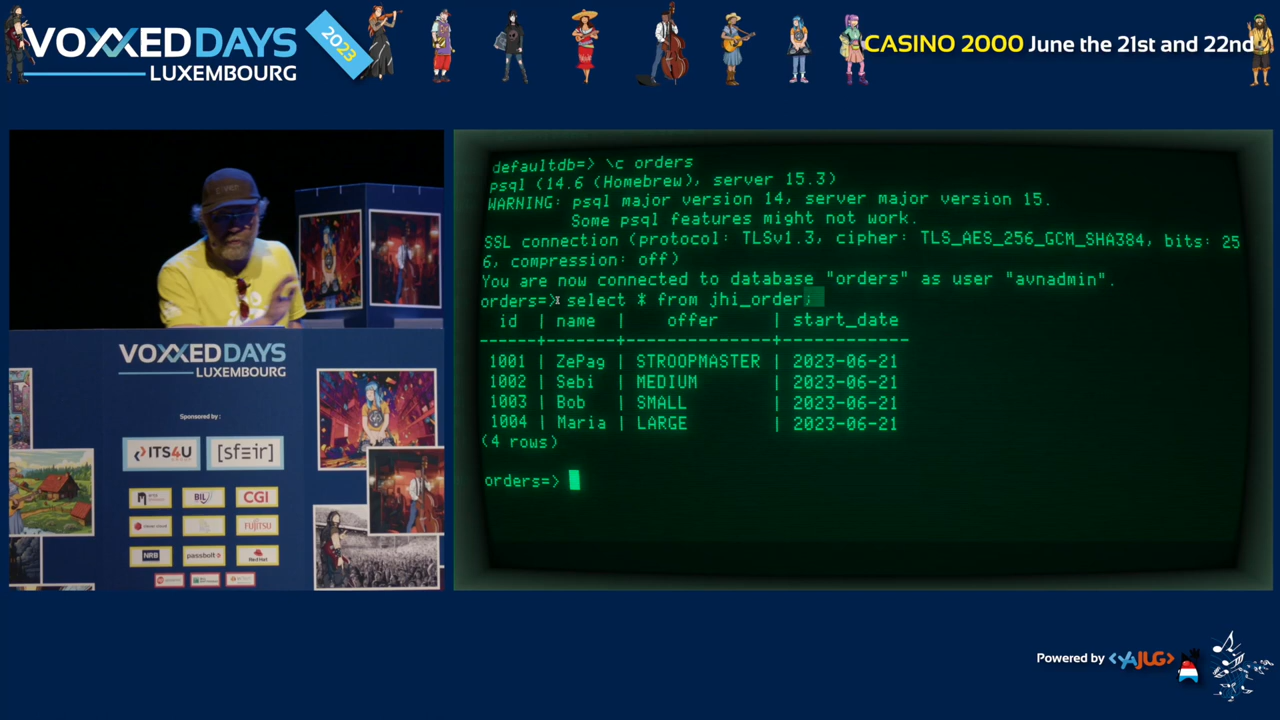 VOXXED DAYS
LUXEMBOURG
2023
CASINO 2000 June the 21st and 22nd
defaultdb=> \c orders
psql (14.6 (Homebrew), server 15.3)
WARNING: psql major version 14, server major version 15.
Some psql features might not work.
SSL connection (protocol: TLSv1.3, cipher: TLS_AES_256_GCM_SHA384, bits: 25
6, compression: off)
You are now connected to database "orders" as user "avnadmin".
orders=> select * from jhi_order;
id | name | offer | start_date
------+-------+--------------+------------
1001 | ZePag | STROOPMASTER | 2023-06-21
1002 | Sebi | MEDIUM | 2023-06-21
1003 | Bob | SMALL | 2023-06-21
1004 | Maria | LARGE | 2023-06-21
(4 rows)
orders=>
VOXXED DAYS
LUXEMBOURG
Sponsored by :
ITS4U
[sfeir]
BIL
CGI
FUJITSU
NRB
passbolt
Red Hat
Powered by <YAJUG>